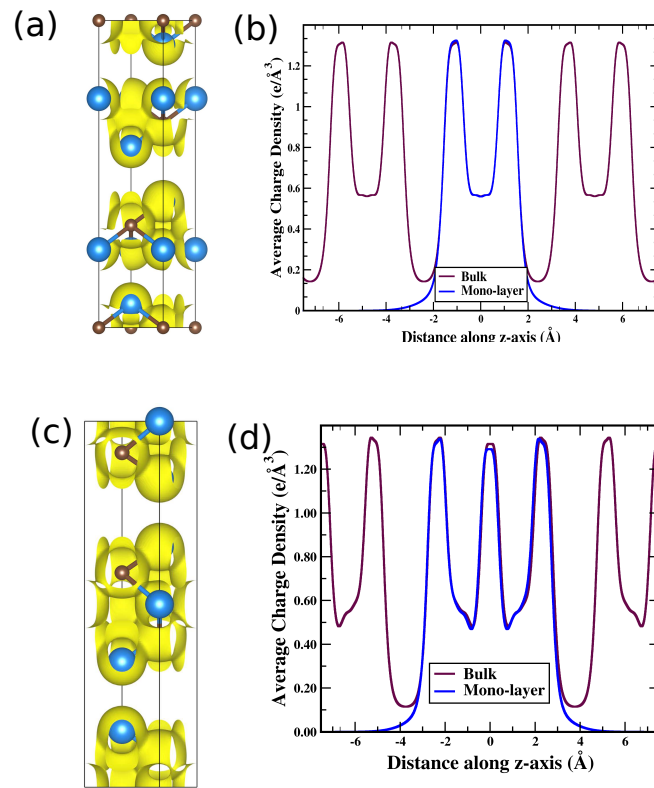 (a)
(b)
Average Charge Density (e/Å³)
1.2
1
0.8
0.6
0.4
0.2
0
Bulk
Mono-layer
-6 -4 -2 0 2 4 6
Distance along z-axis (Å)
(c)
(d)
Average Charge Density (e/Å³)
1.20
1.00
0.80
0.60
0.40
0.20
0.00
Bulk
Mono-layer
-6 -4 -2 0 2 4 6
Distance along z-axis (Å)